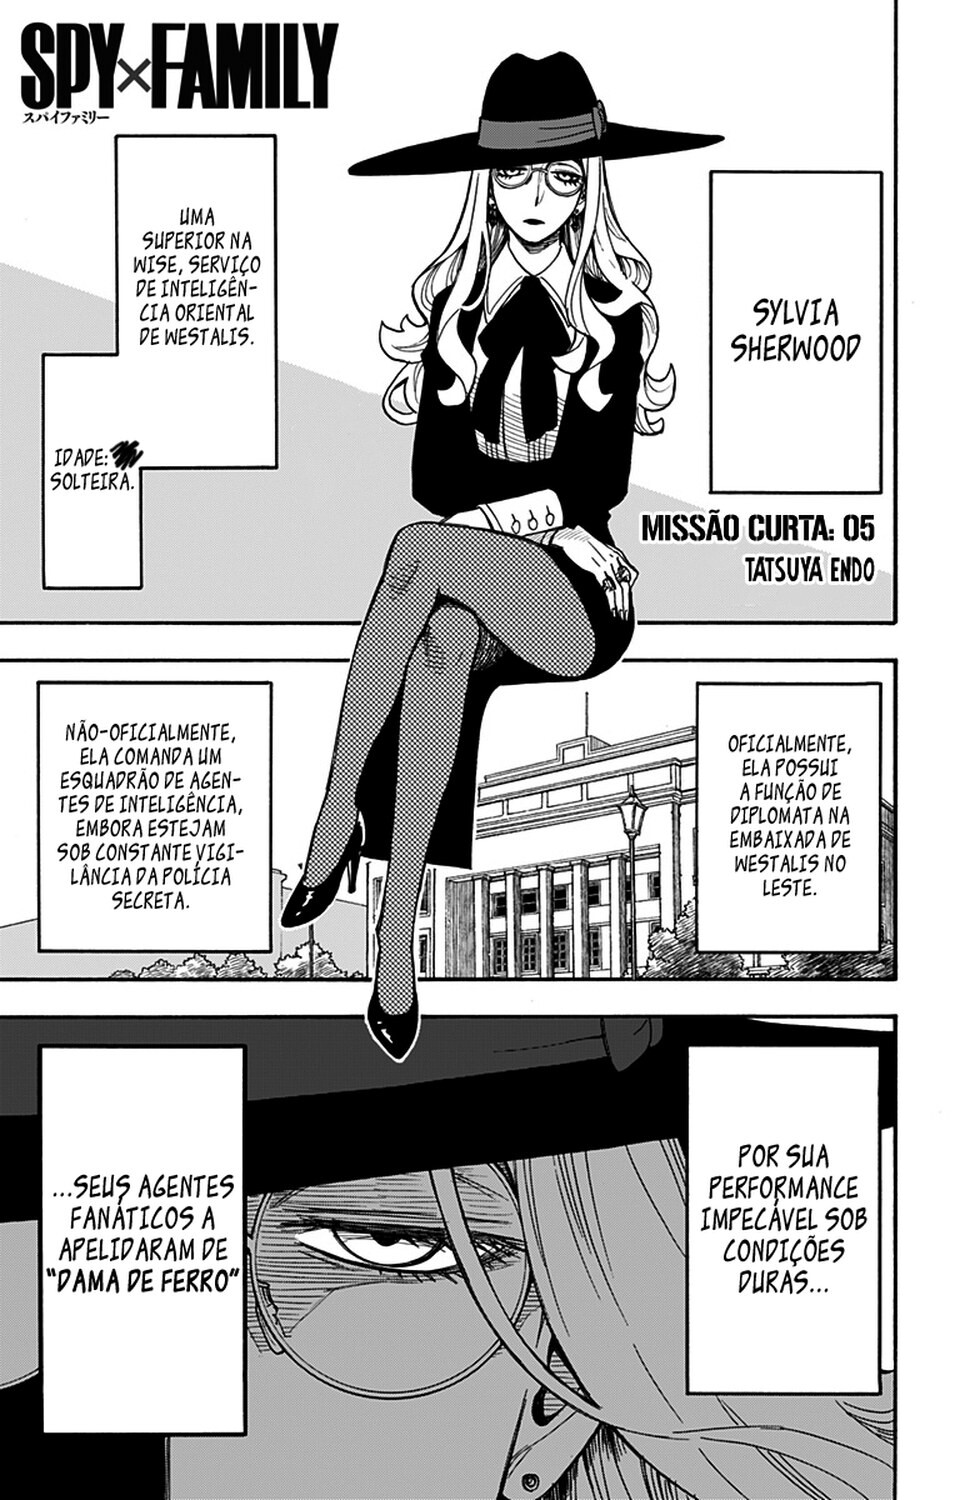 SPY×FAMILY
スパイファミリー
SYLVIA
SHERWOOD
UMA
SUPERIOR NA
WISE, SERVIÇO
DE INTELIGÊN-
CIA ORIENTAL
DE WESTALIS.
IDADE:
SOLTEIRA.
MISSÃO CURTA: 05
TATSUYA ENDO
OFICIALMENTE,
ELA POSSUI
A FUNÇÃO DE
DIPLOMATA NA
EMBAIXADA DE
WESTALIS NO
LESTE.
NÃO-OFICIALMENTE,
ELA COMANDA UM
ESQUADRÃO DE AGEN-
TES DE INTELIGÊNCIA,
EMBORA ESTEJAM
SOB CONSTANTE VIGI-
LÂNCIA DA POLÍCIA
SECRETA.
POR SUA
PERFORMANCE
IMPECÁVEL SOB
CONDIÇÕES
DURAS...
...SEUS AGENTES
FANÁTICOS A
APELIDARAM DE
“DAMA DE FERRO”